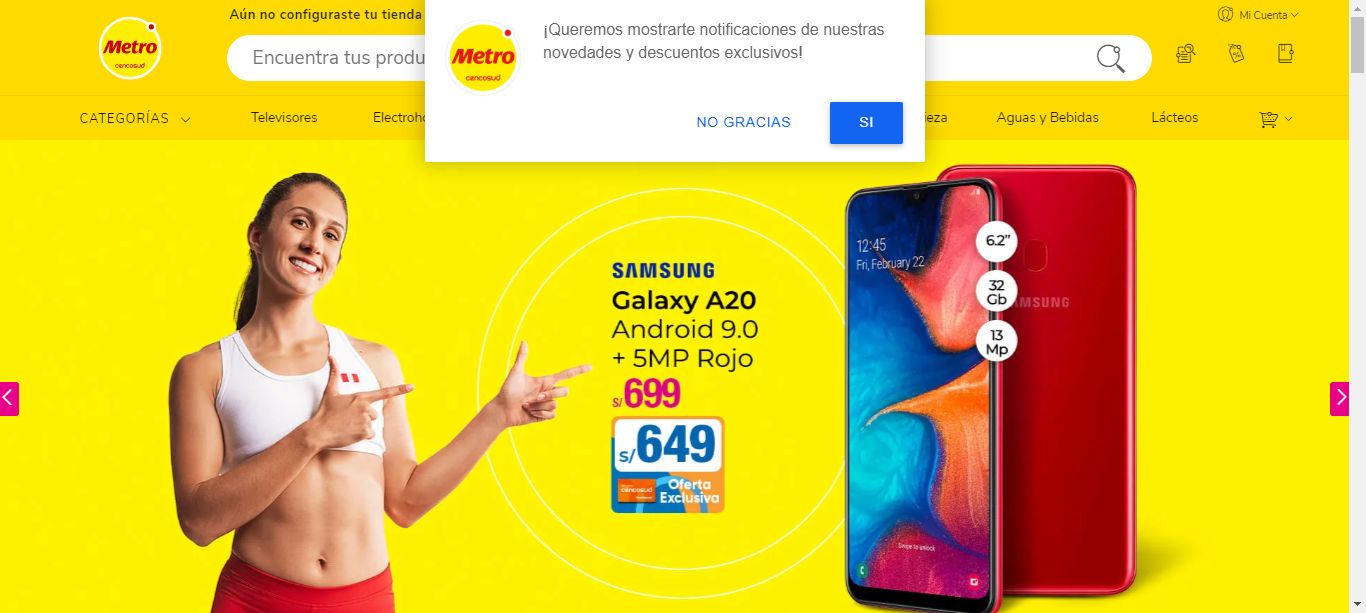 Aún no configuraste tu tienda
Mi Cuenta
Metro
cencosud
Encuentra tus produ
Metro
cencosud
¡Queremos mostrarte notificaciones de nuestras
novedades y descuentos exclusivos!
NO GRACIAS
SI
CATEGORÍAS
Televisores
Electroho
ieza
Aguas y Bebidas
Lácteos
SAMSUNG
Galaxy A20
Android 9.0
+ 5MP Rojo
S/ 699
S/ 649
cencosud
Oferta
Exclusiva
12:45
Fri, February 22
6.2”
32
Gb
13
Mp
AMSUNG
Swipe to unlock